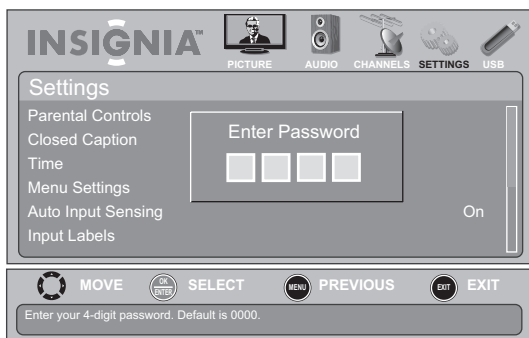 INSIGNIA™
PICTURE AUDIO CHANNELS SETTINGS USB
Settings
Parental Controls
Closed Caption
Time
Menu Settings
Auto Input Sensing On
Input Labels
Enter Password
MOVE OK ENTER SELECT MENU PREVIOUS EXIT EXIT
Enter your 4-digit password. Default is 0000.